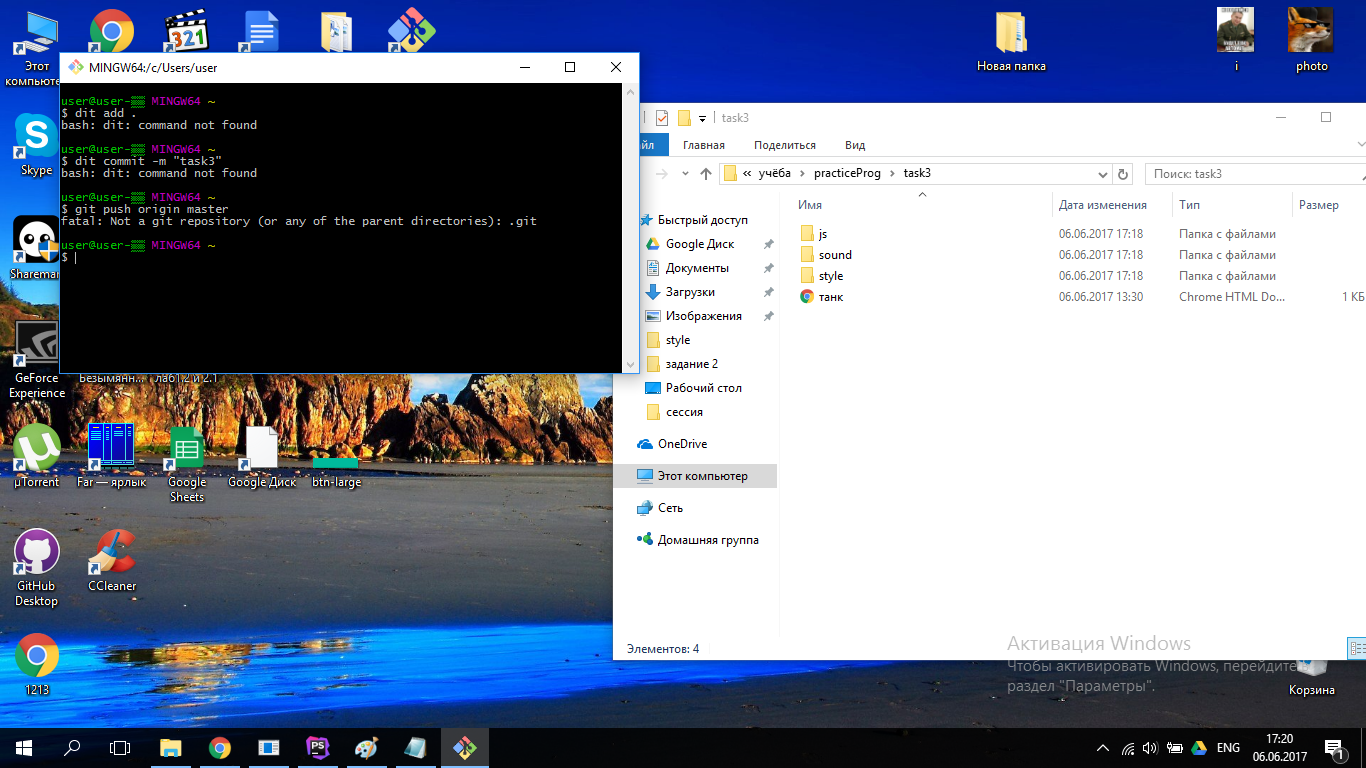 Этот
компьюте
Новая папка
i
photo
MINGW64:/c/Users/user
user@user- MINGW64 ~
$ dit add .
bash: dit: command not found
user@user- MINGW64 ~
$ dit commit -m "task3"
bash: dit: command not found
user@user- MINGW64 ~
$ git push origin master
fatal: Not a git repository (or any of the parent directories): .git
user@user- MINGW64 ~
$
321
Skype
Shareman
GeForce
Experience
Безымянн... лаб1.2 и 2.1
µTorrent
Far — ярлык
Google
Sheets
Google Диск
btn-large
GitHub
Desktop
CCleaner
1213
task3
йл Главная Поделиться Вид
« учёба › practiceProg › task3
Поиск: task3
Имя Дата изменения Тип Размер
js 06.06.2017 17:18 Папка с файлами
sound 06.06.2017 17:18 Папка с файлами
style 06.06.2017 17:18 Папка с файлами
танк 06.06.2017 13:30 Chrome HTML Do... 1 КБ
Быстрый доступ
Google Диск
Документы
Загрузки
Изображения
style
задание 2
Рабочий стол
сессия
OneDrive
Этот компьютер
Сеть
Домашняя группа
Элементов: 4
Активация Windows
Чтобы активировать Windows, перейдите
раздел "Параметры".
Корзина
PS
ENG
17:20
06.06.2017
1